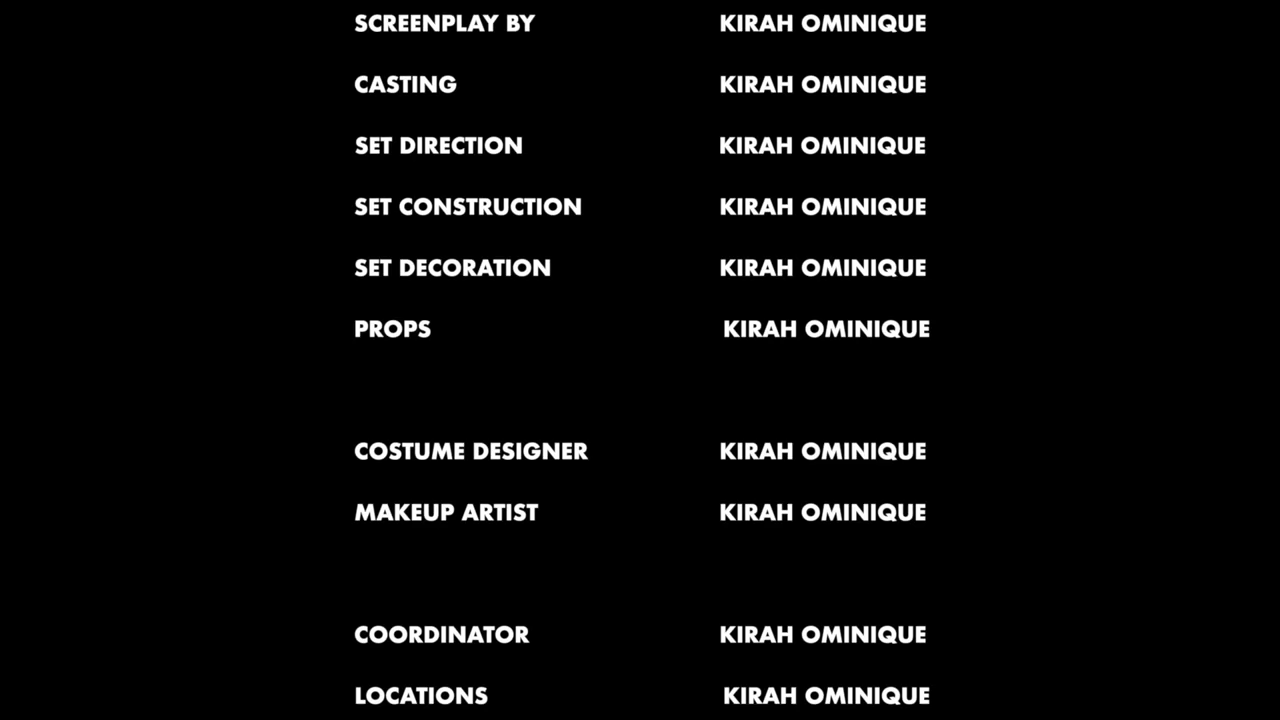 SCREENPLAY BY KIRAH OMINIQUE
CASTING KIRAH OMINIQUE
SET DIRECTION KIRAH OMINIQUE
SET CONSTRUCTION KIRAH OMINIQUE
SET DECORATION KIRAH OMINIQUE
PROPS KIRAH OMINIQUE
COSTUME DESIGNER KIRAH OMINIQUE
MAKEUP ARTIST KIRAH OMINIQUE
COORDINATOR KIRAH OMINIQUE
LOCATIONS KIRAH OMINIQUE